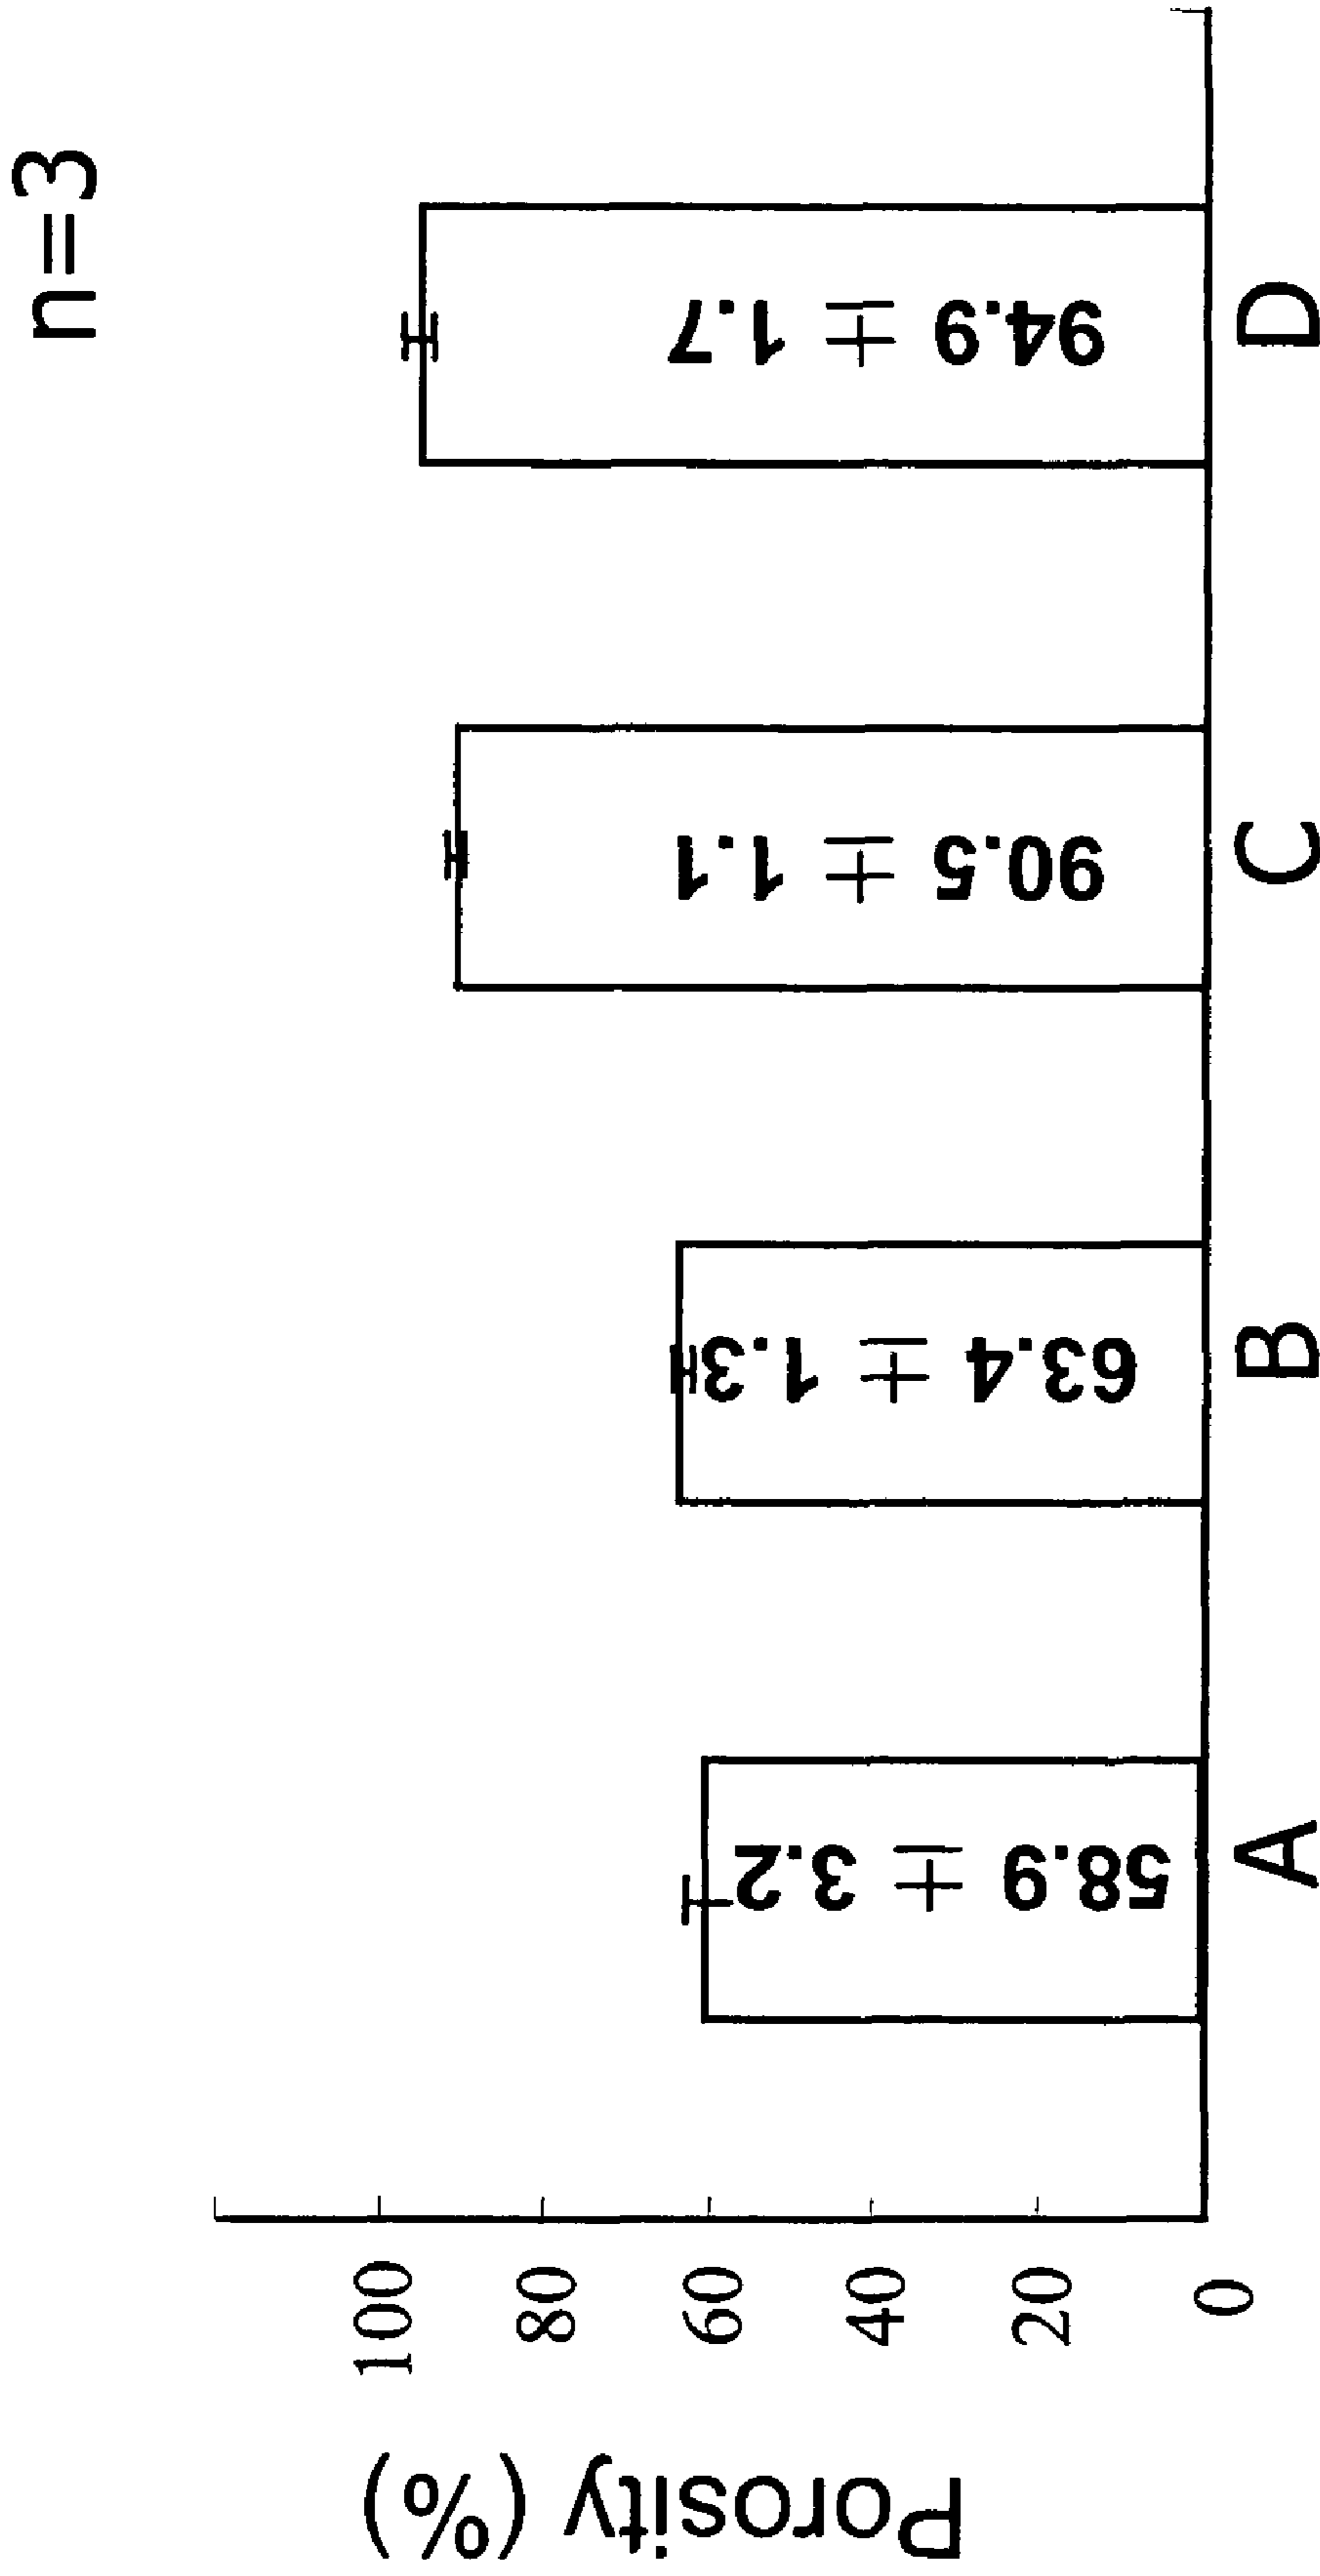 n=3
Porosity (%)
100
80
60
40
20
0
58.9 ± 3.2
63.4 ± 1.3
90.5 ± 1.1
94.9 ± 1.7
A
B
C
D